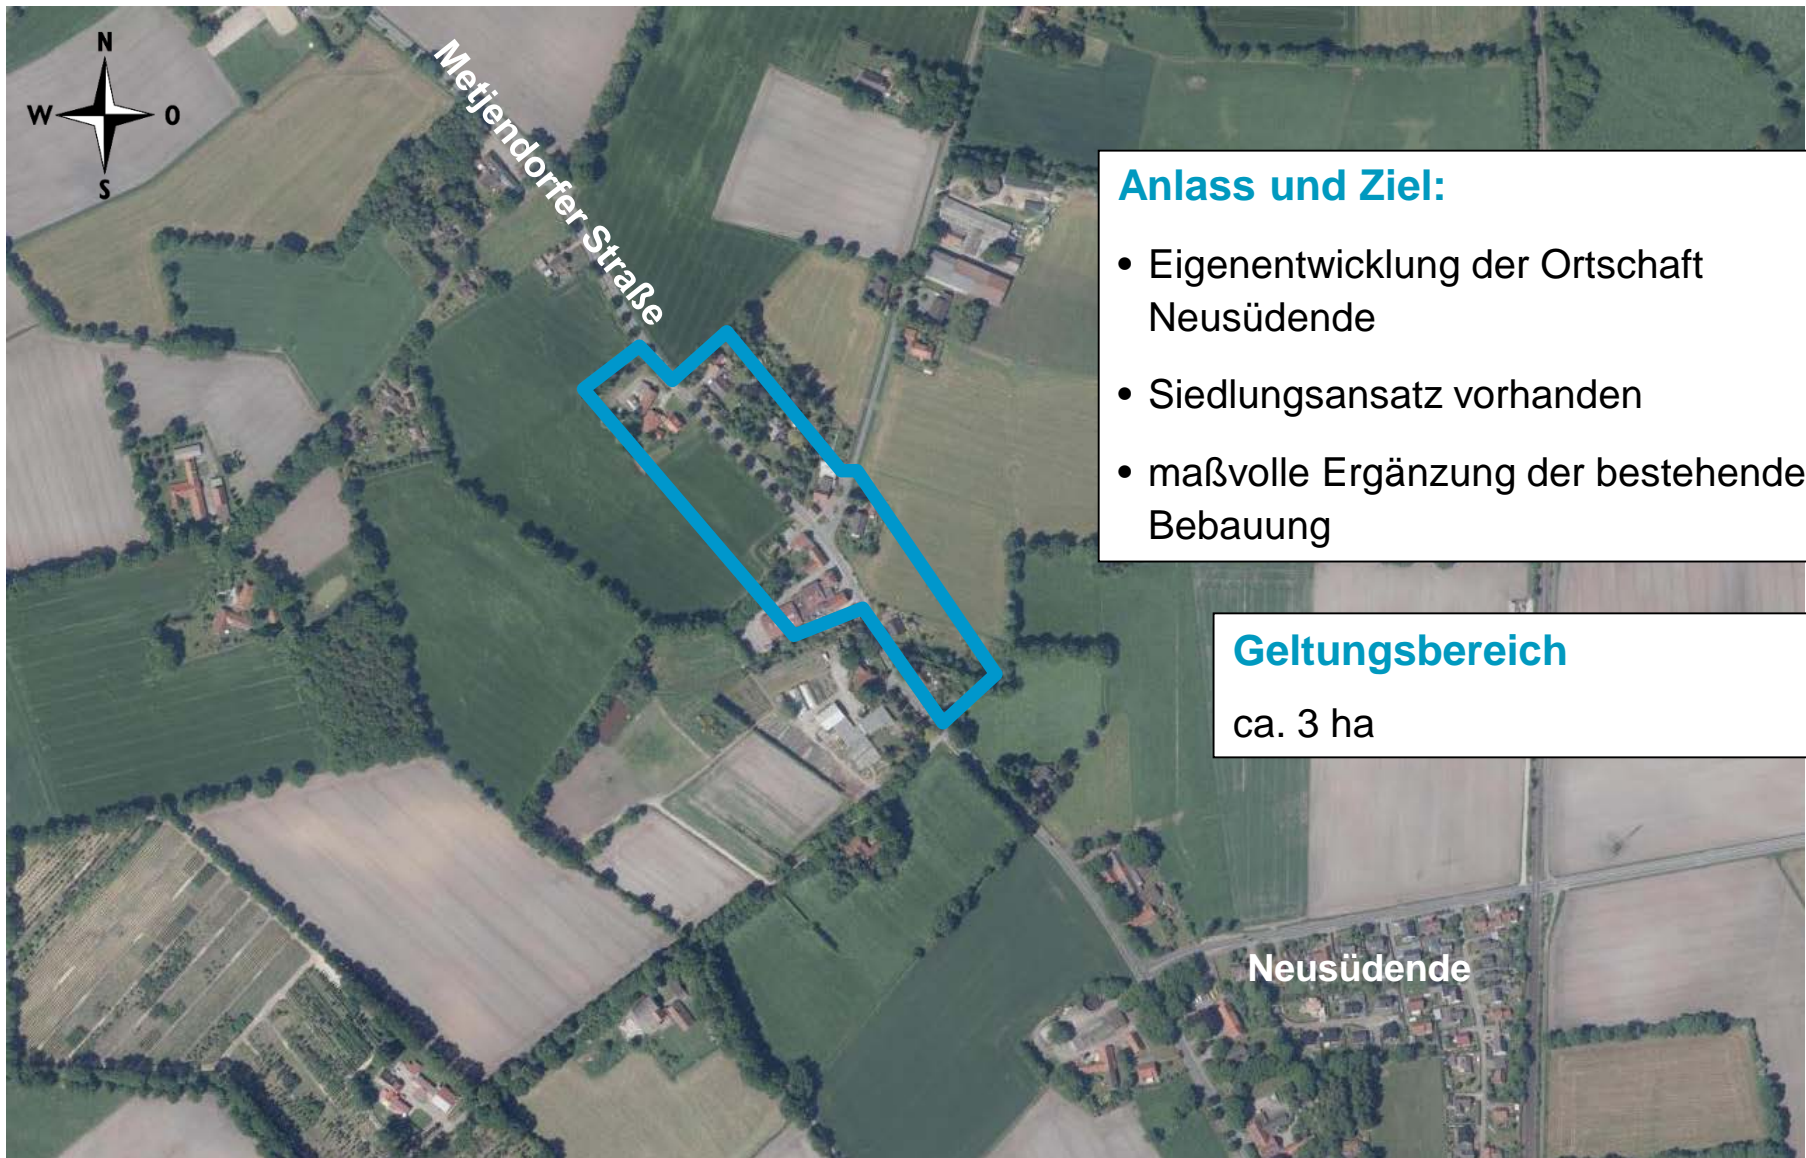 N
W O
S
Metjendorfer Straße
Anlass und Ziel:
• Eigenentwicklung der Ortschaft
Neusüdende
• Siedlungsansatz vorhanden
• maßvolle Ergänzung der bestehende
Bebauung
Geltungsbereich
ca. 3 ha
Neusüdende